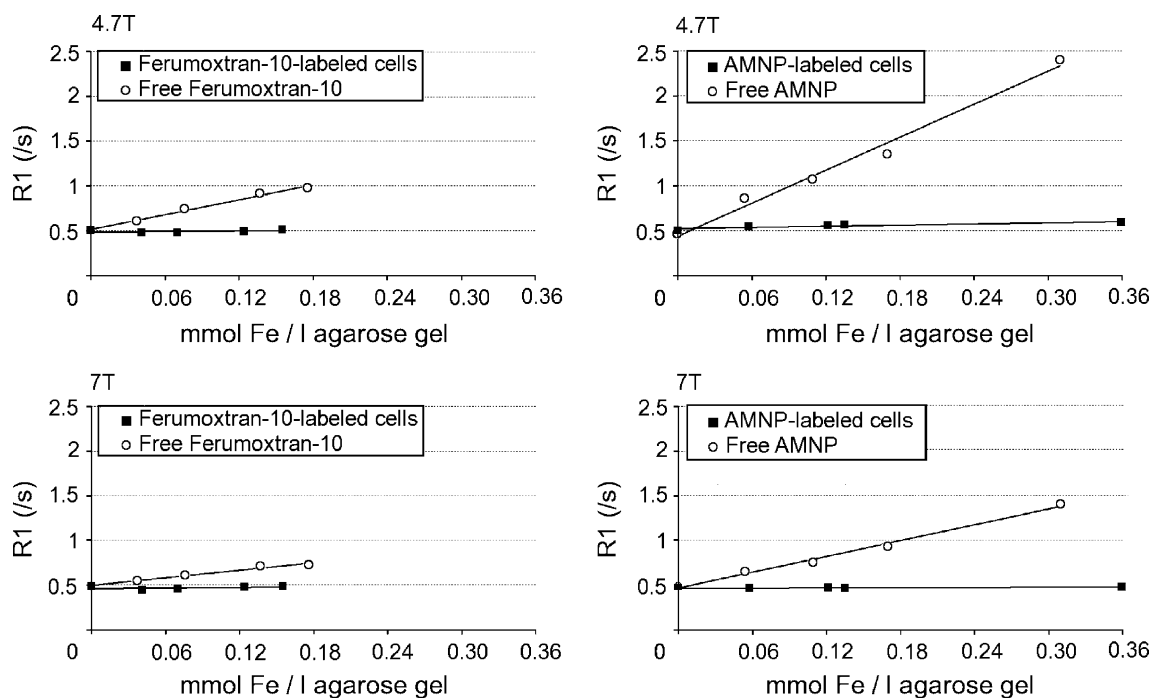 4.7T
2.5
2
1.5
1
0.5
R1 (/s)
Ferumoxtran-10-labeled cells
Free Ferumoxtran-10
0 0.06 0.12 0.18 0.24 0.30 0.36
mmol Fe / l agarose gel
4.7T
2.5
2
1.5
1
0.5
R1 (/s)
AMNP-labeled cells
Free AMNP
0 0.06 0.12 0.18 0.24 0.30 0.36
mmol Fe / l agarose gel
7T
2.5
2
1.5
1
0.5
R1 (/s)
Ferumoxtran-10-labeled cells
Free Ferumoxtran-10
0 0.06 0.12 0.18 0.24 0.30 0.36
mmol Fe / l agarose gel
7T
2.5
2
1.5
1
0.5
R1 (/s)
AMNP-labeled cells
Free AMNP
0 0.06 0.12 0.18 0.24 0.30 0.36
mmol Fe / l agarose gel